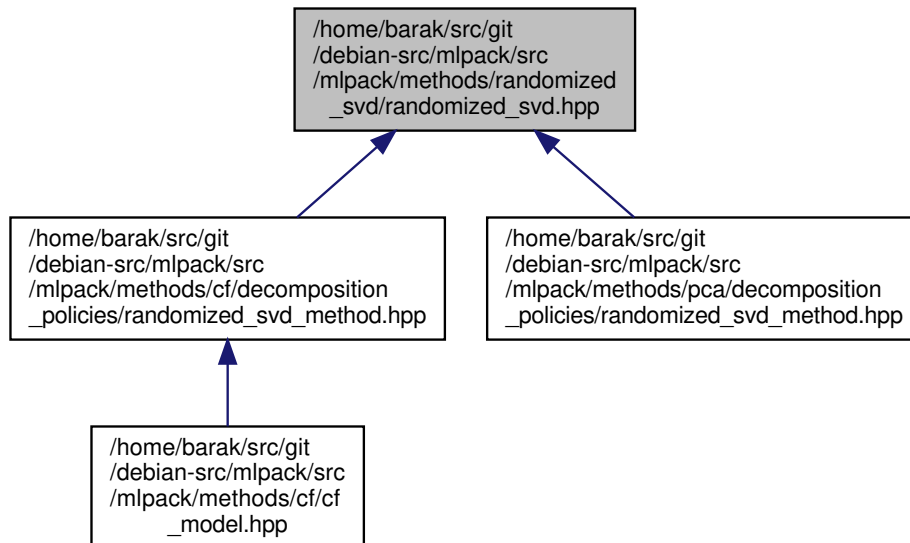 /home/barak/src/git
/debian-src/mlpack/src
/mlpack/methods/randomized
_svd/randomized_svd.hpp
/home/barak/src/git
/debian-src/mlpack/src
/mlpack/methods/cf/decomposition
_policies/randomized_svd_method.hpp
/home/barak/src/git
/debian-src/mlpack/src
/mlpack/methods/pca/decomposition
_policies/randomized_svd_method.hpp
/home/barak/src/git
/debian-src/mlpack/src
/mlpack/methods/cf/cf
_model.hpp